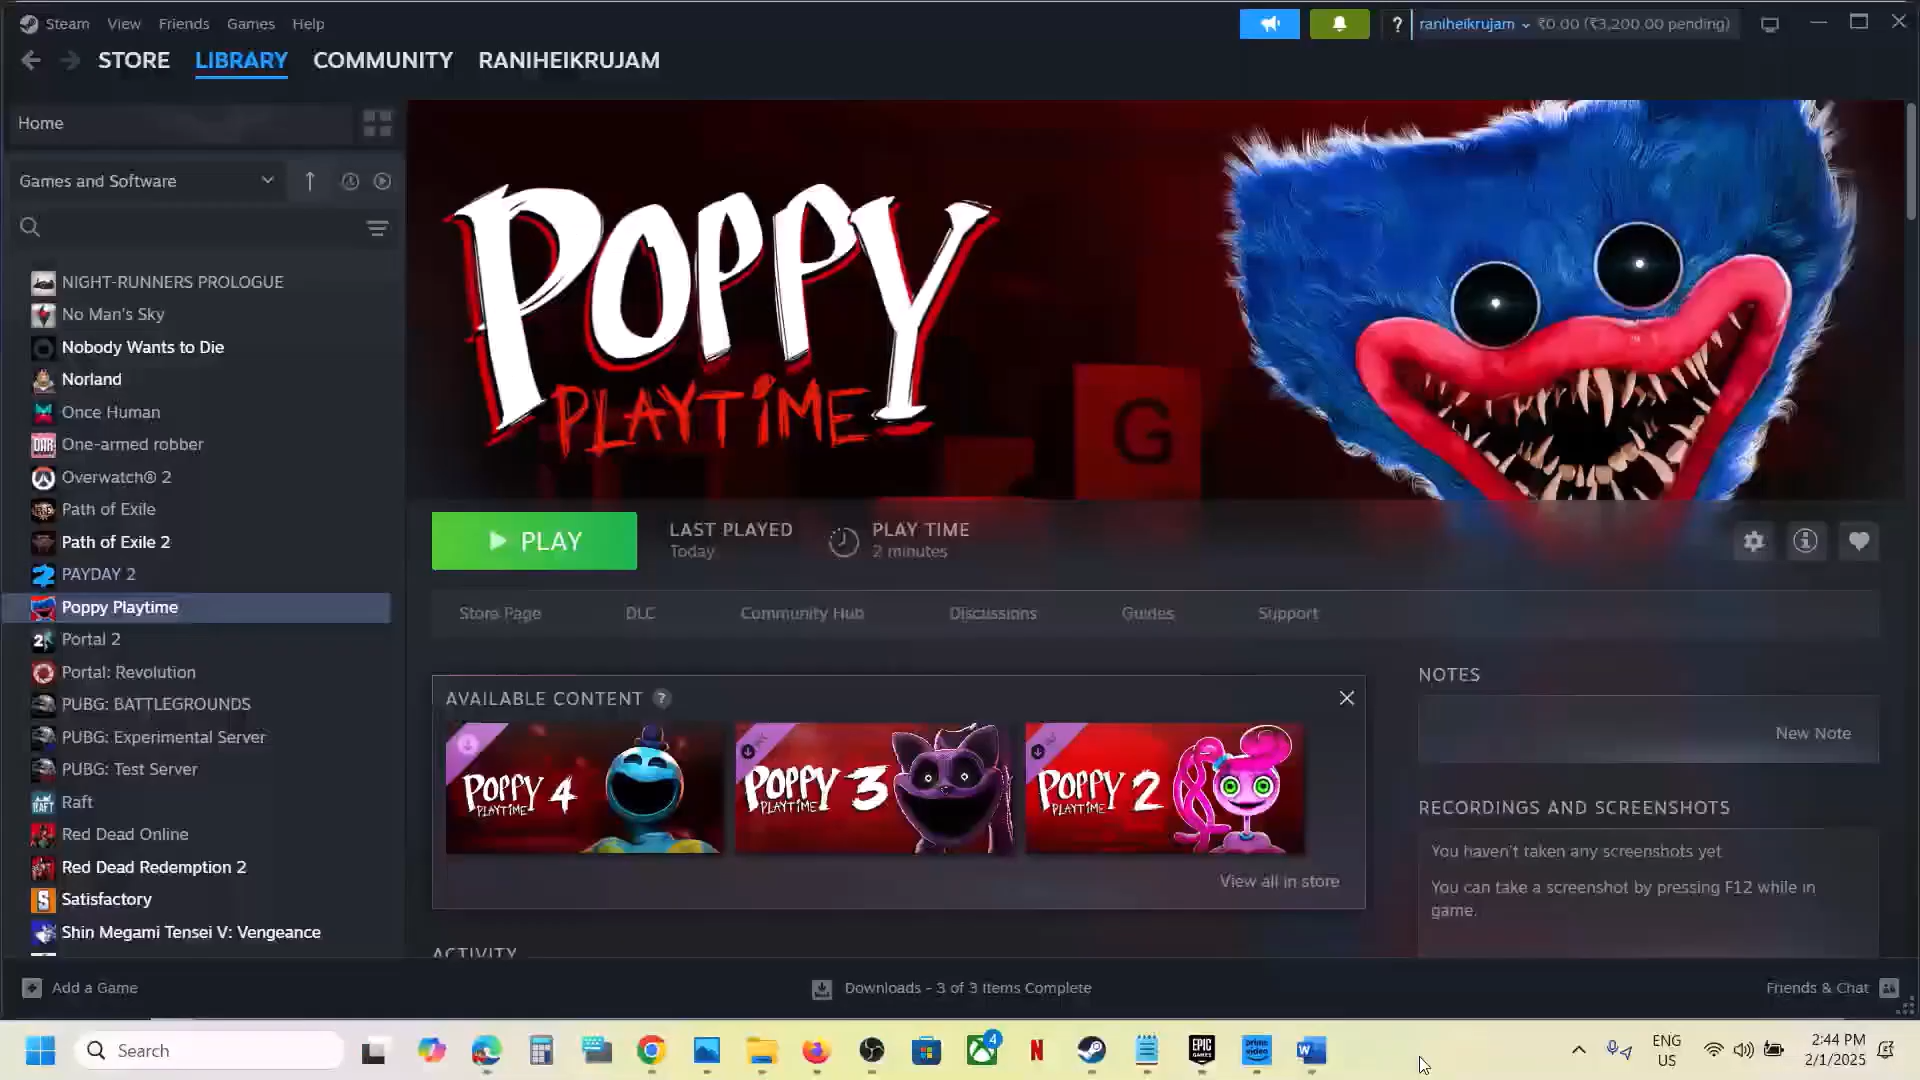 Steam View Friends Games Help
? raniheikrujam ₹0.00 (₹3,200.00 pending)
STORE LIBRARY COMMUNITY RANIHEIKRUJAM
Home
Games and Software
NIGHT-RUNNERS PROLOGUE
No Man's Sky
Nobody Wants to Die
Norland
Once Human
One-armed robber
Overwatch® 2
Path of Exile
Path of Exile 2
PAYDAY 2
Poppy Playtime
Portal 2
Portal: Revolution
PUBG: BATTLEGROUNDS
PUBG: Experimental Server
PUBG: Test Server
Raft
Red Dead Online
Red Dead Redemption 2
Satisfactory
Shin Megami Tensei V: Vengeance
POPPY
PLAYTIME
G
PLAY
LAST PLAYED
Today
PLAY TIME
2 minutes
Store Page DLC Community Hub Discussions Guides Support
AVAILABLE CONTENT ?
POPPY PLAYTIME 4
POPPY PLAYTIME 3
POPPY PLAYTIME 2
View all in store
ACTIVITY
NOTES
New Note
RECORDINGS AND SCREENSHOTS
You haven't taken any screenshots yet
You can take a screenshot by pressing F12 while in
game.
Add a Game
Downloads - 3 of 3 Items Complete
Friends & Chat
Search
4
N
EPIC GAMES
prime video
W
ENG
US
2:44 PM
2/1/2025